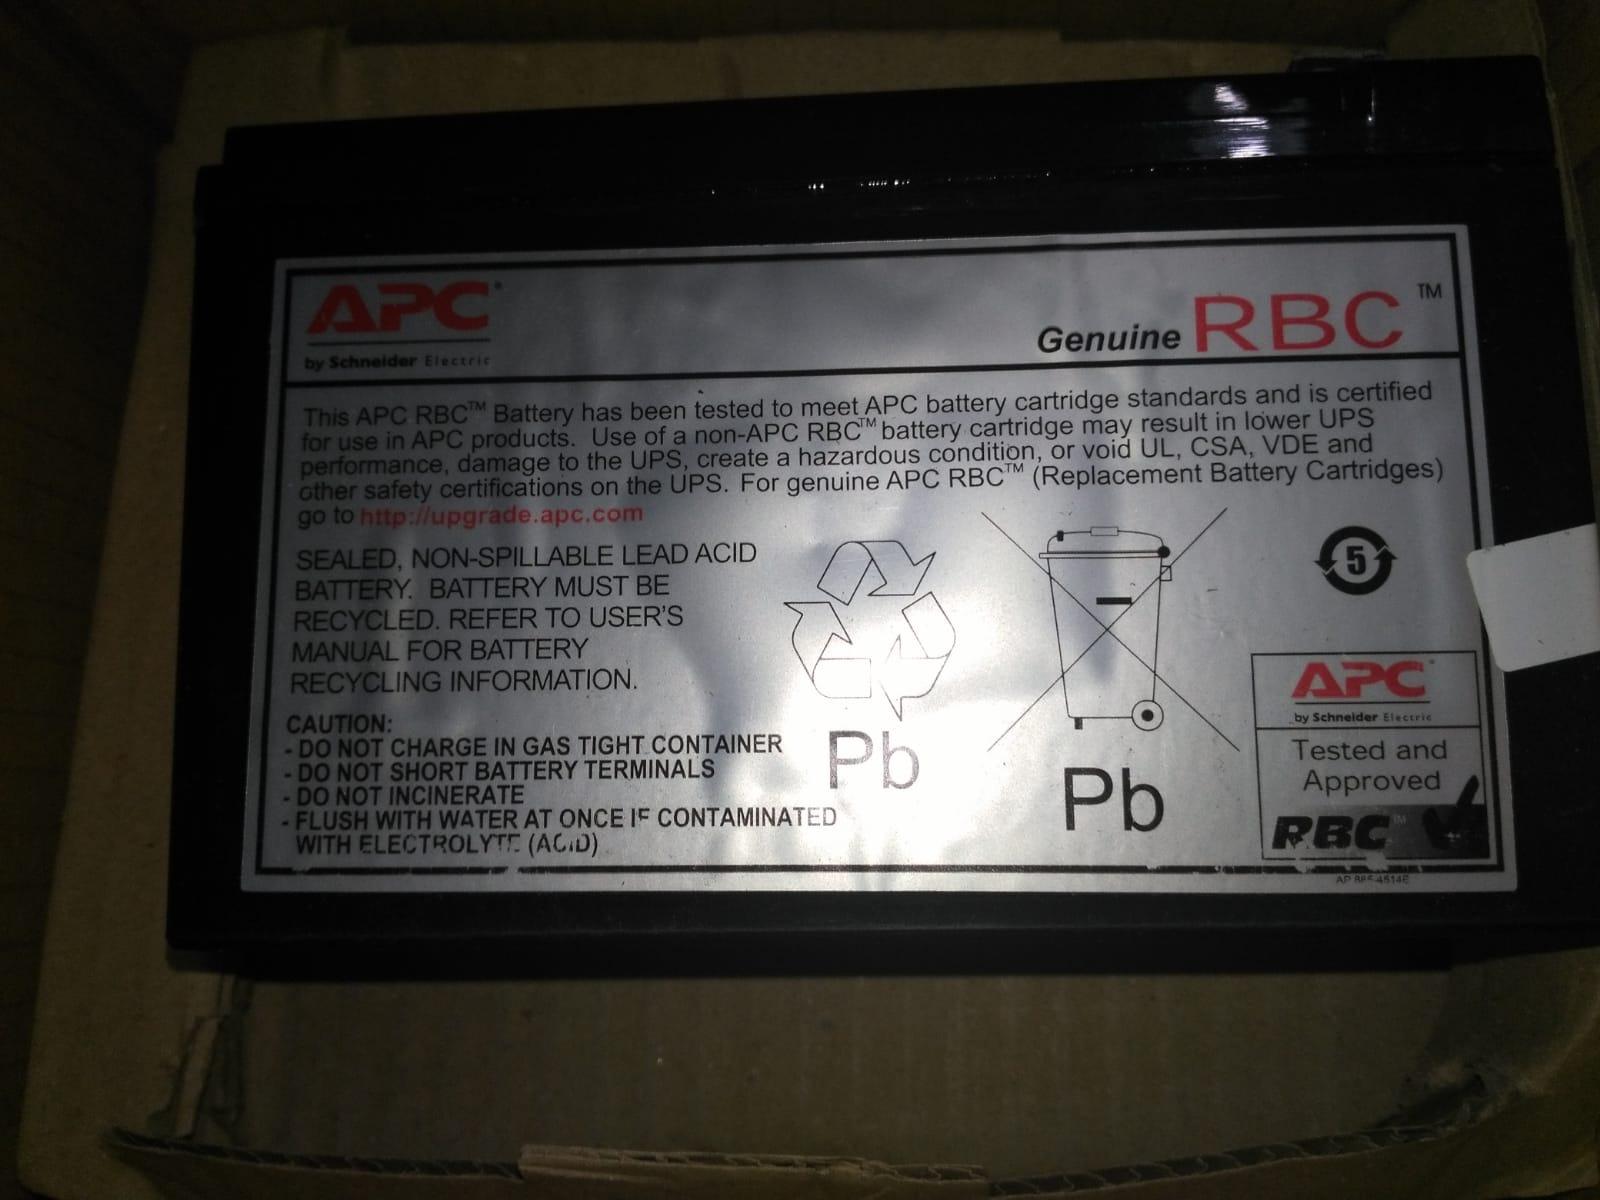 APC
by Schneider Electric
Genuine RBC™
This APC RBC™ Battery has been tested to meet APC battery cartridge standards and is certified
for use in APC products. Use of a non-APC RBC™ battery cartridge may result in lower UPS
performance, damage to the UPS, create a hazardous condition, or void UL, CSA, VDE and
other safety certifications on the UPS. For genuine APC RBC™ (Replacement Battery Cartridges)
go to http://upgrade.apc.com
SEALED, NON-SPILLABLE LEAD ACID
BATTERY. BATTERY MUST BE
RECYCLED. REFER TO USER'S
MANUAL FOR BATTERY
RECYCLING INFORMATION.
CAUTION:
- DO NOT CHARGE IN GAS TIGHT CONTAINER
- DO NOT SHORT BATTERY TERMINALS
- DO NOT INCINERATE
- FLUSH WITH WATER AT ONCE IF CONTAMINATED
WITH ELECTROLYTE (ACID)
Pb
Pb
5
APC
by Schneider Electric
Tested and
Approved
RBC™